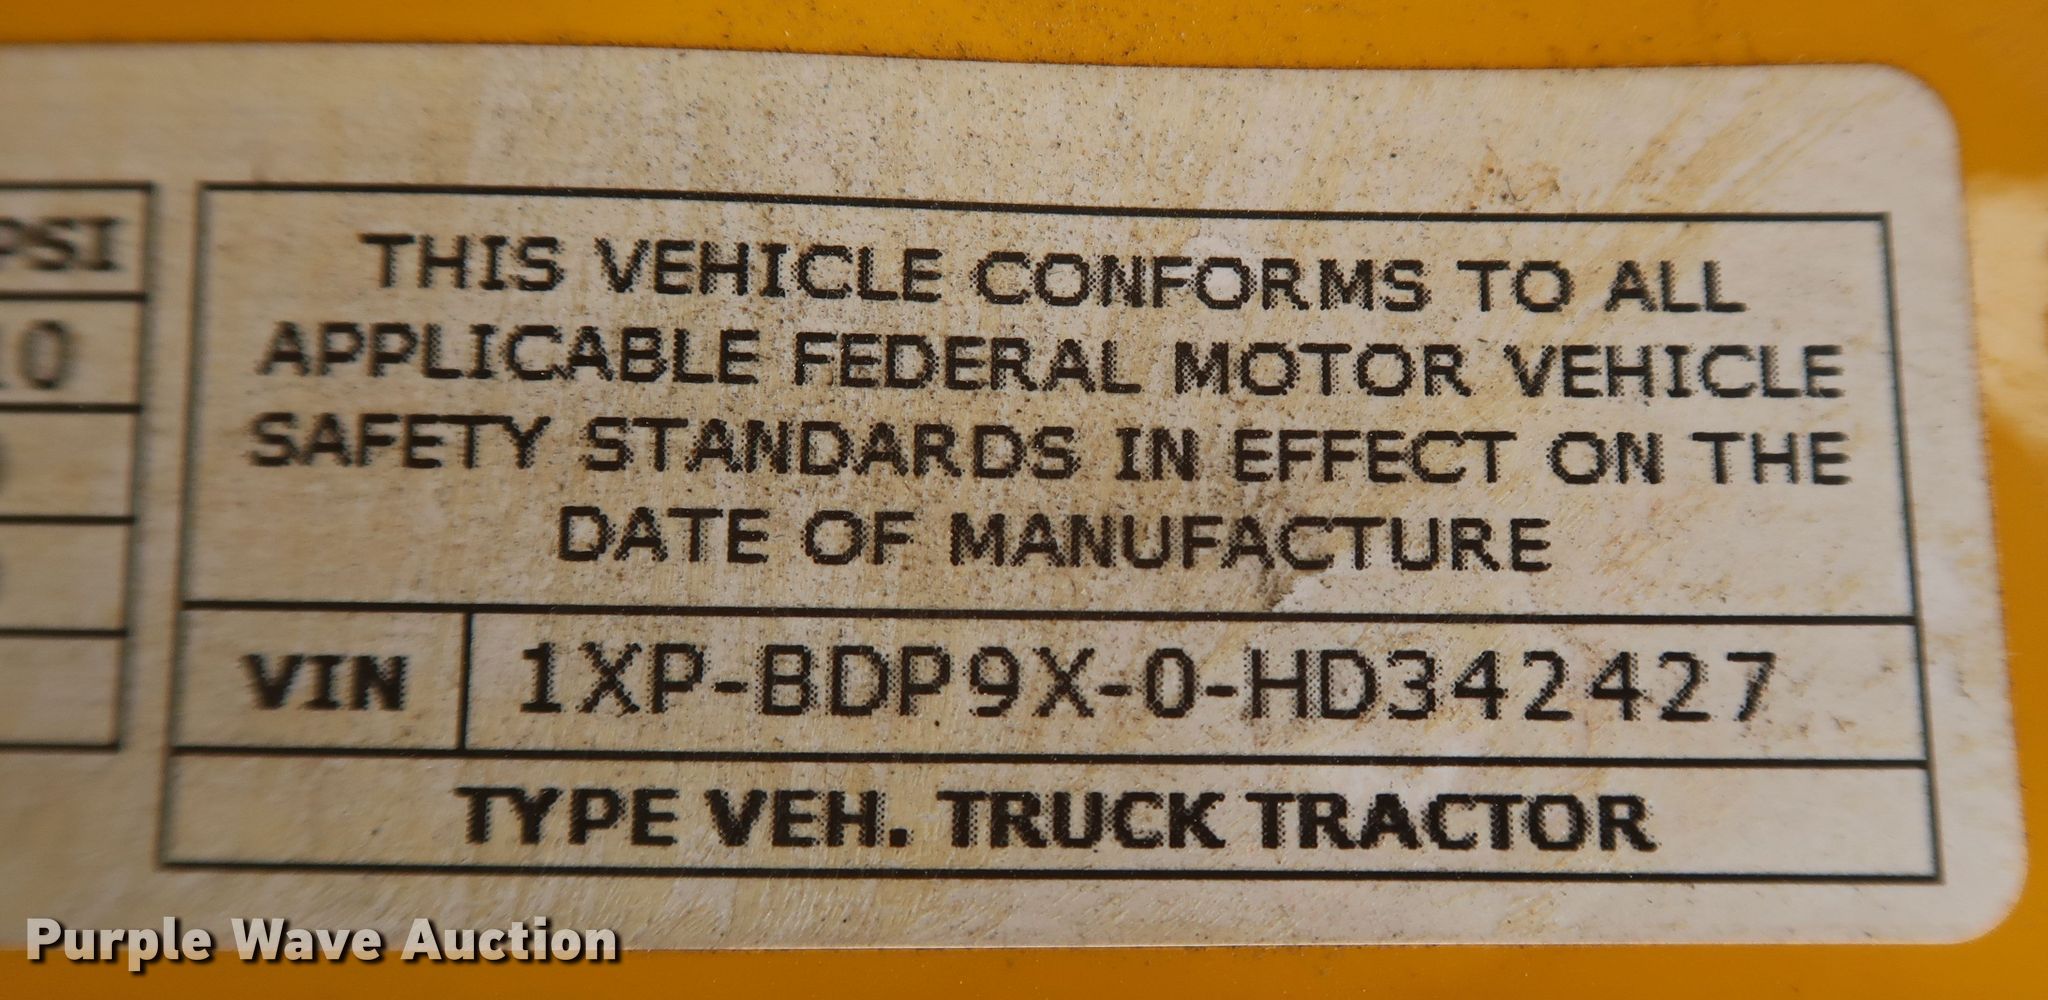 PSI
10
THIS VEHICLE CONFORMS TO ALL
APPLICABLE FEDERAL MOTOR VEHICLE
SAFETY STANDARDS IN EFFECT ON THE
DATE OF MANUFACTURE
VIN 1XP-BDP9X-0-HD342427
TYPE VEH. TRUCK TRACTOR
Purple Wave Auction